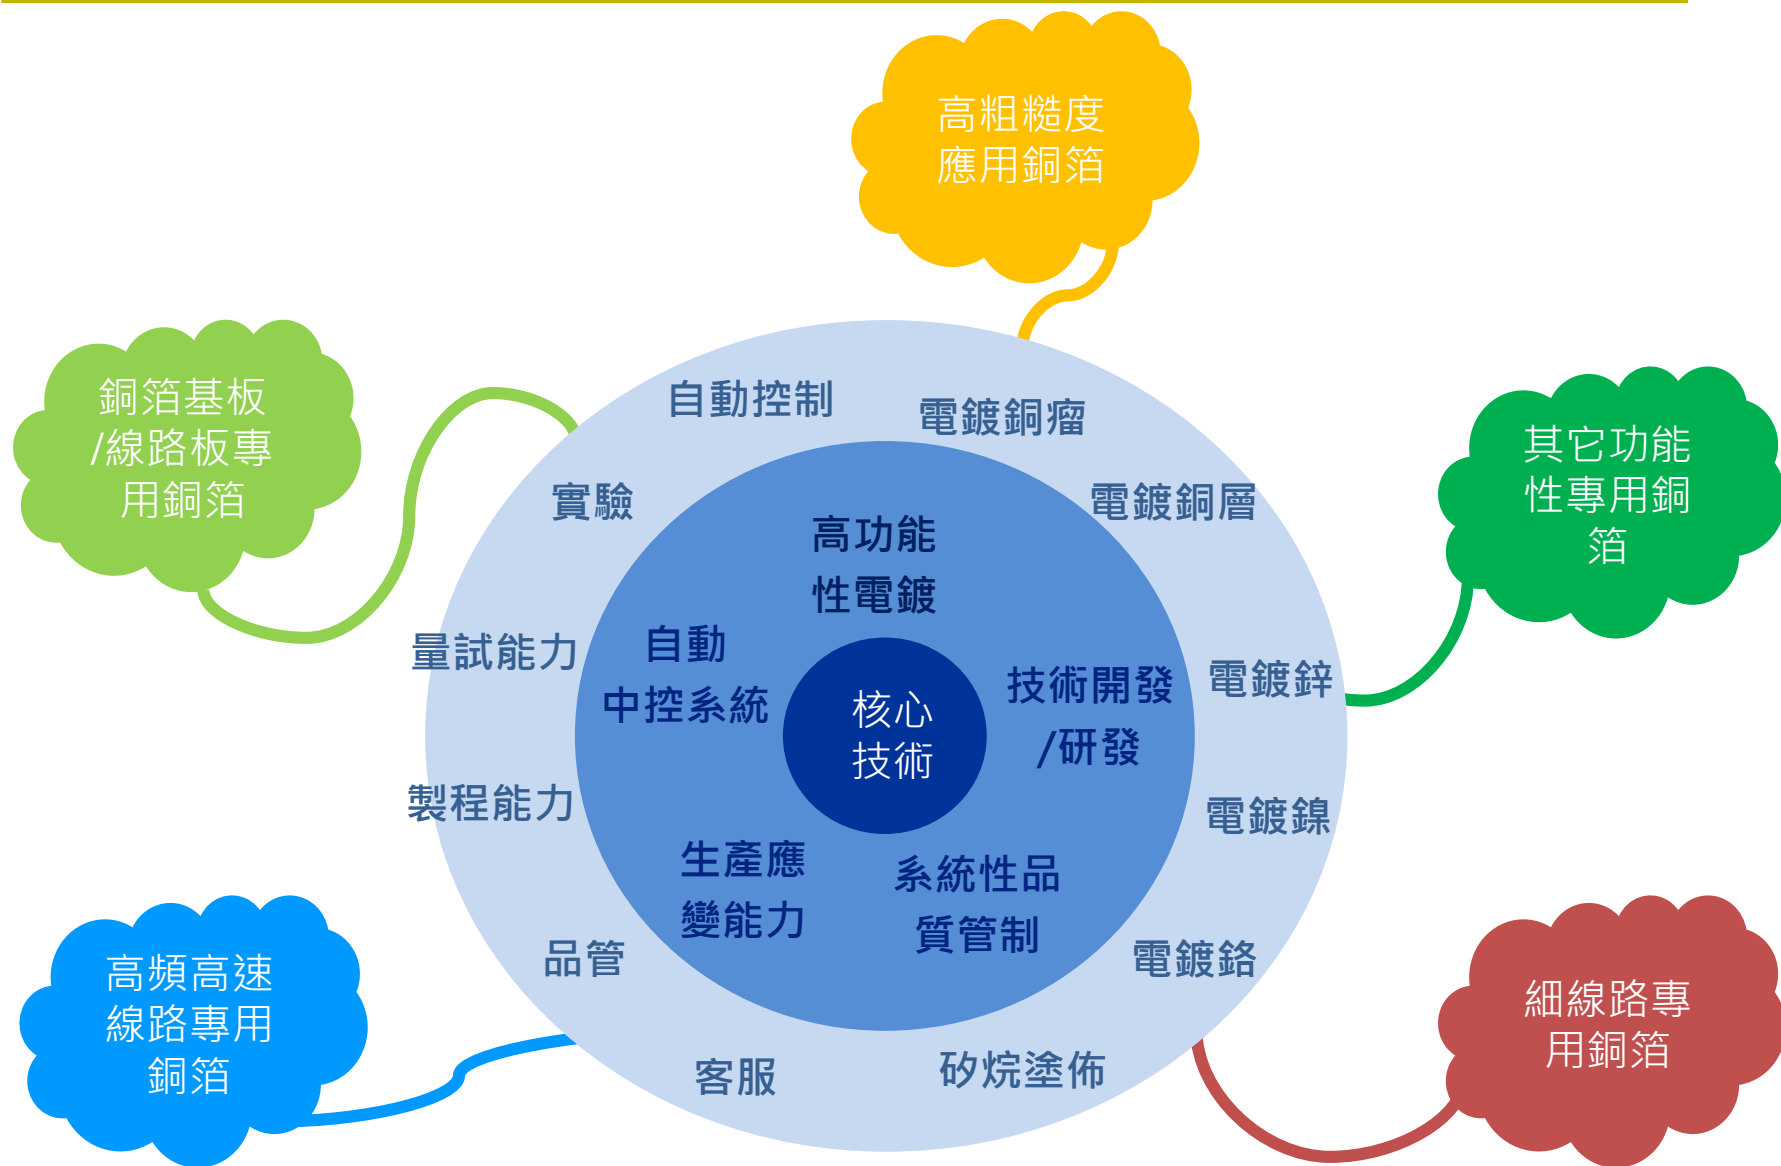 高粗糙度
應用銅箔
銅箔基板
/線路板專
用銅箔
其它功能
性專用銅
箔
高頻高速
線路專用
銅箔
細線路專
用銅箔
自動控制
電鍍銅瘤
實驗
電鍍銅層
量試能力
電鍍鋅
製程能力
電鍍鎳
品管
電鍍鉻
客服
矽烷塗佈
高功能
性電鍍
自動
中控系統
技術開發
/研發
生產應
變能力
系統性品
質管制
核心
技術